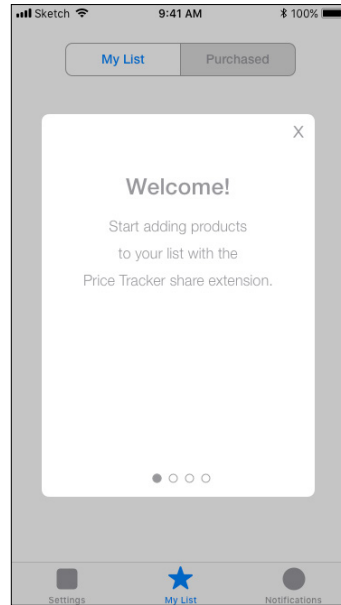 Sketch 9:41 AM 100%
My List Purchased
X
Welcome!
Start adding products
to your list with the
Price Tracker share extension.
Settings My List Notifications